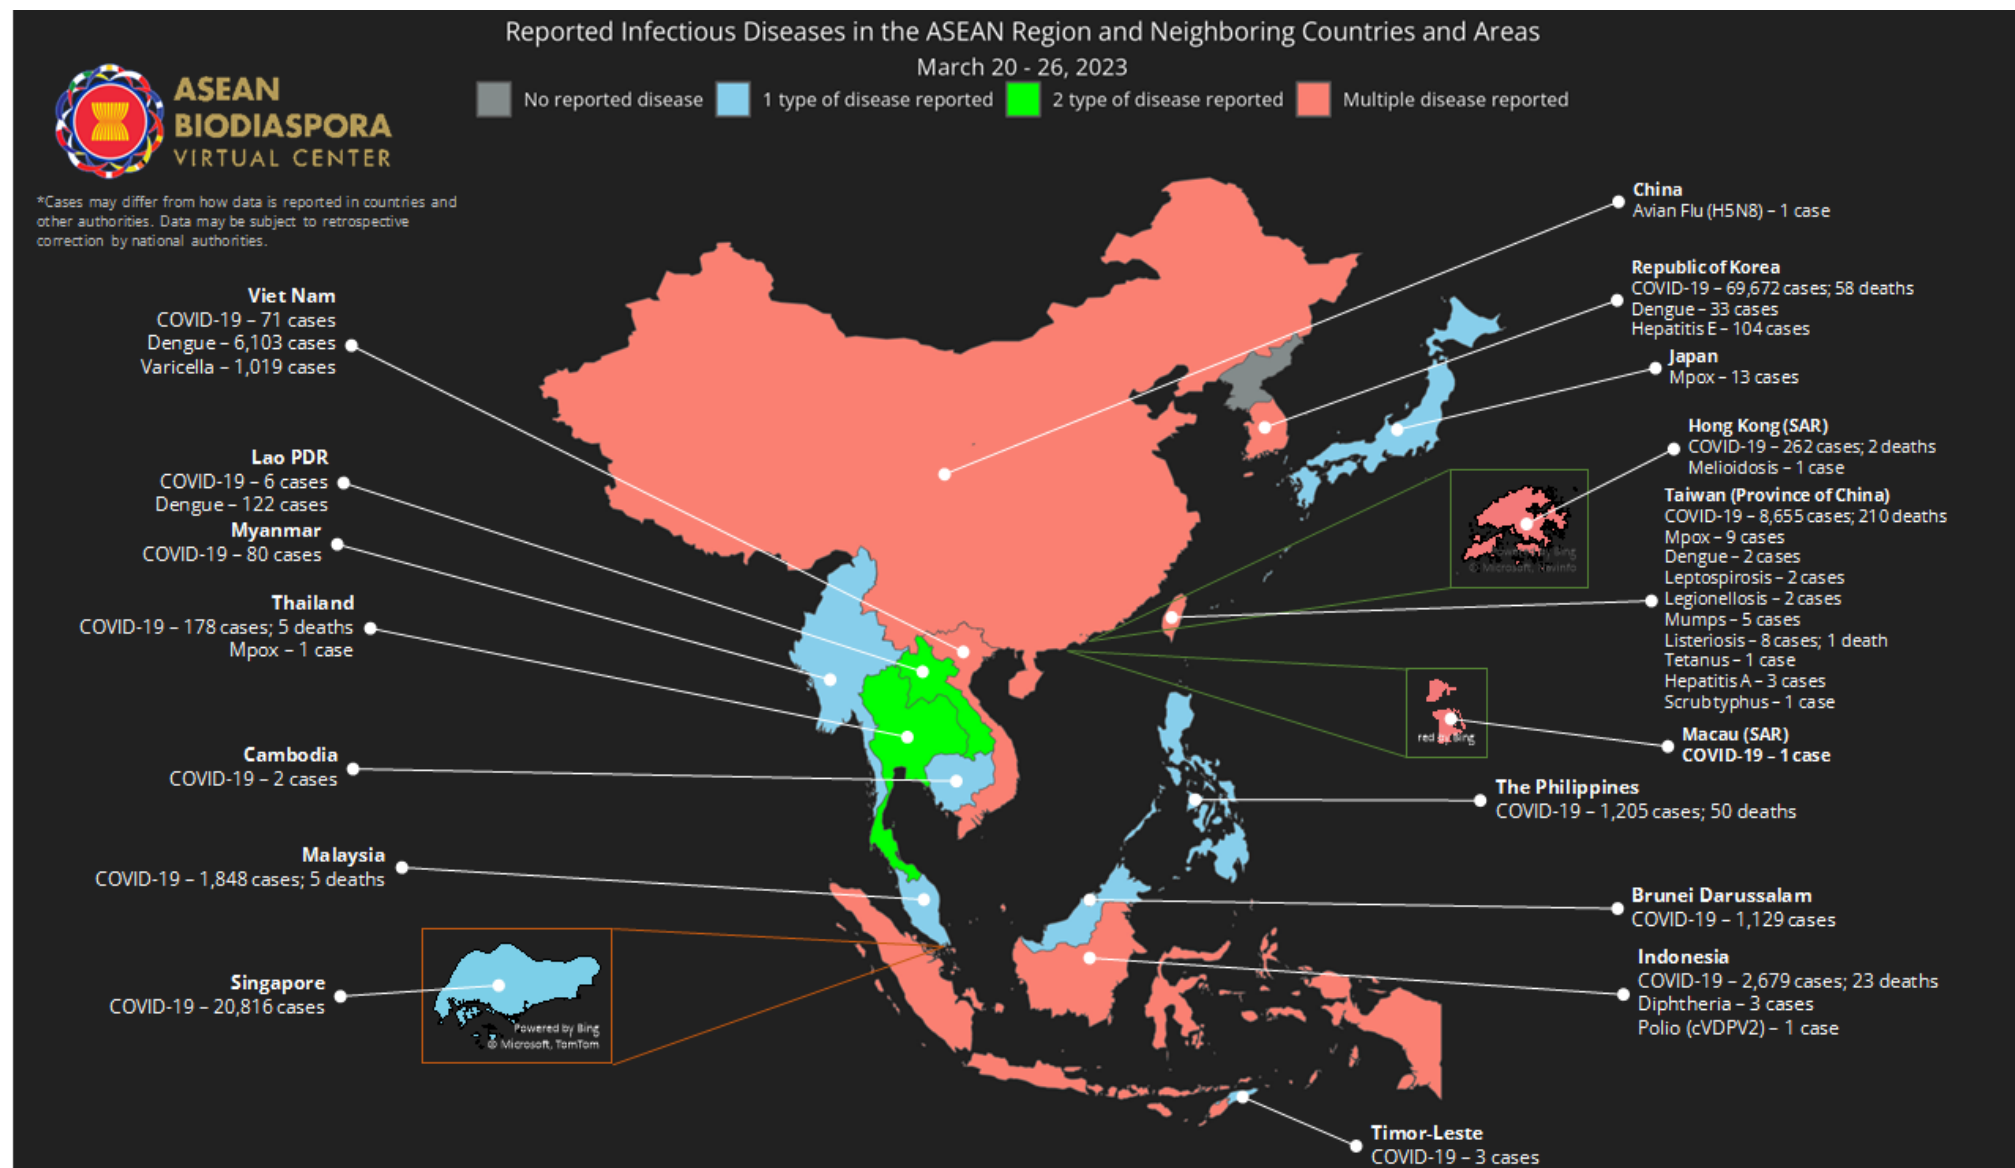 Reported Infectious Diseases in the ASEAN Region and Neighboring Countries and Areas
March 20 - 26, 2023
No reported disease
1 type of disease reported
2 type of disease reported
Multiple disease reported
ASEAN
BIODIASPORA
VIRTUAL CENTER
*Cases may differ from how data is reported in countries and
other authorities. Data may be subject to retrospective
correction by national authorities.
Viet Nam
COVID-19 – 71 cases
Dengue – 6,103 cases
Varicella – 1,019 cases
Lao PDR
COVID-19 – 6 cases
Dengue – 122 cases
Myanmar
COVID-19 – 80 cases
Thailand
COVID-19 – 178 cases; 5 deaths
Mpox – 1 case
Cambodia
COVID-19 – 2 cases
Malaysia
COVID-19 – 1,848 cases; 5 deaths
Singapore
COVID-19 – 20,816 cases
Powered by Bing
© Microsoft, TomTom
China
Avian Flu (H5N8) – 1 case
Republic of Korea
COVID-19 – 69,672 cases; 58 deaths
Dengue – 33 cases
Hepatitis E – 104 cases
Japan
Mpox – 13 cases
Hong Kong (SAR)
COVID-19 – 262 cases; 2 deaths
Melioidosis – 1 case
Powered by Bing
© Microsoft, NavInfo
Taiwan (Province of China)
COVID-19 – 8,655 cases; 210 deaths
Mpox – 9 cases
Dengue – 2 cases
Leptospirosis – 2 cases
Legionellosis – 2 cases
Mumps – 5 cases
Listeriosis – 8 cases; 1 death
Tetanus – 1 case
Hepatitis A – 3 cases
Scrub typhus – 1 case
Macau (SAR)
COVID-19 – 1 case
red by Bing
The Philippines
COVID-19 – 1,205 cases; 50 deaths
Brunei Darussalam
COVID-19 – 1,129 cases
Indonesia
COVID-19 – 2,679 cases; 23 deaths
Diphtheria – 3 cases
Polio (cVDPV2) – 1 case
Timor-Leste
COVID-19 – 3 cases